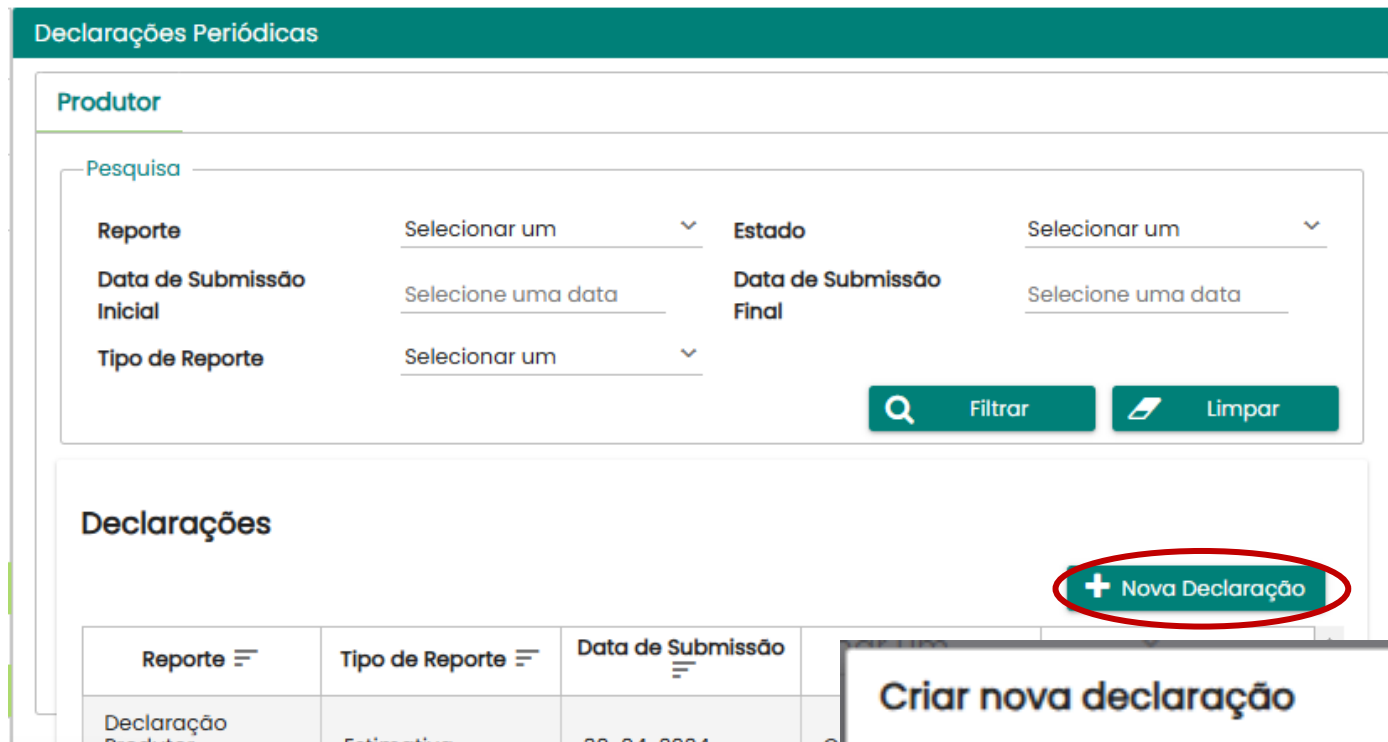 Declarações Periódicas
Produtor
Pesquisa
Reporte Selecionar um Estado Selecionar um
Data de Submissão Inicial Selecione uma data Data de Submissão Final Selecione uma data
Tipo de Reporte Selecionar um
Filtrar Limpar
Declarações
+ Nova Declaração
Reporte Tipo de Reporte Data de Submissão
Criar nova declaração
Declaração